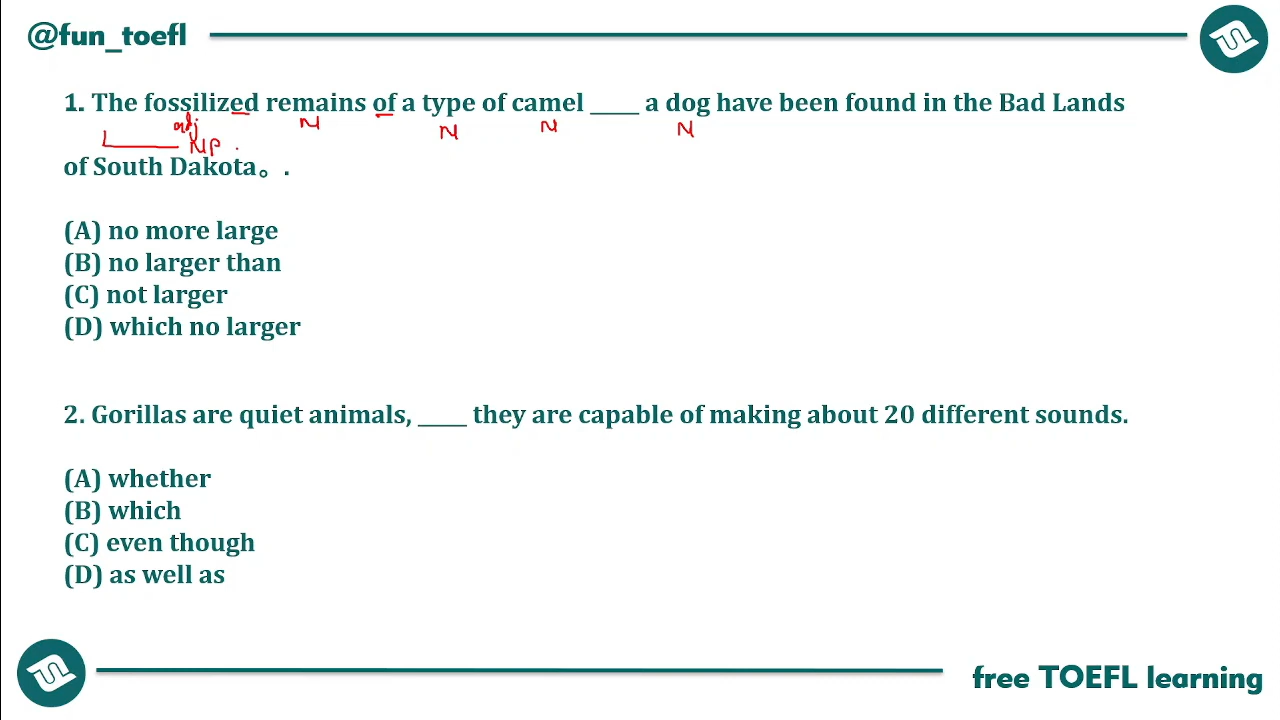 @fun_toefl
1. The fossilized remains of a type of camel _____ a dog have been found in the Bad Lands
adj N N N N
NP
of South Dakota。 .
(A) no more large
(B) no larger than
(C) not larger
(D) which no larger
2. Gorillas are quiet animals, _____ they are capable of making about 20 different sounds.
(A) whether
(B) which
(C) even though
(D) as well as
free TOEFL learning